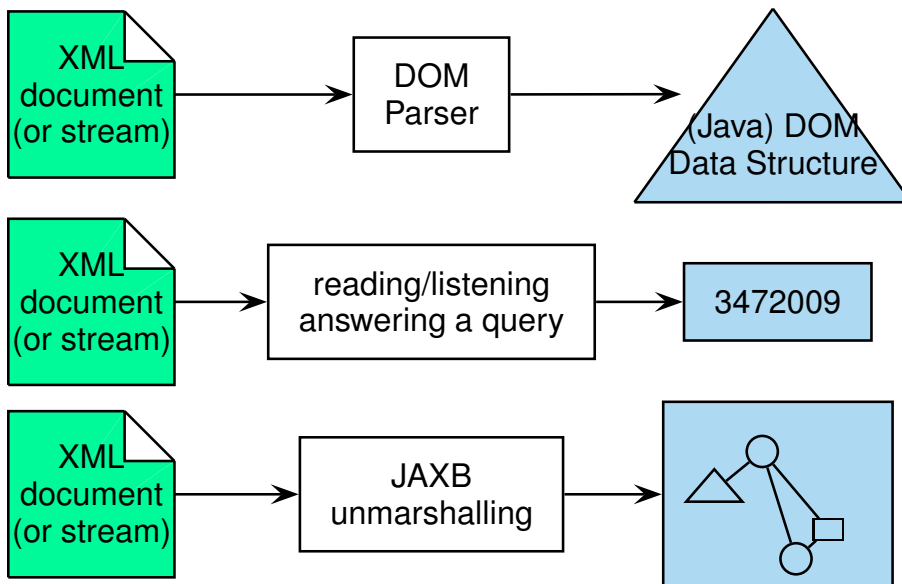 XML
document
(or stream)
DOM
Parser
(Java) DOM
Data Structure
XML
document
(or stream)
reading/listening
answering a query
3472009
XML
document
(or stream)
JAXB
unmarshalling